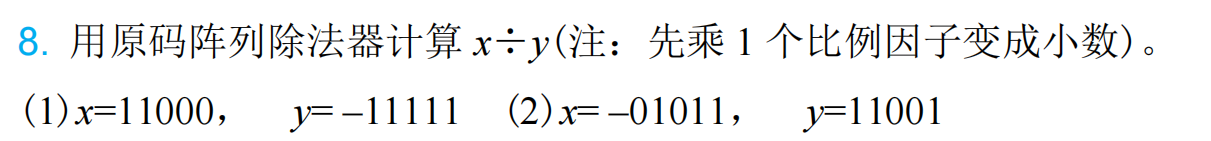 8. 用原码阵列除法器计算 x÷y(注：先乘 1 个比例因子变成小数)。
(1)x=11000， y= –11111 (2)x= –01011， y=11001